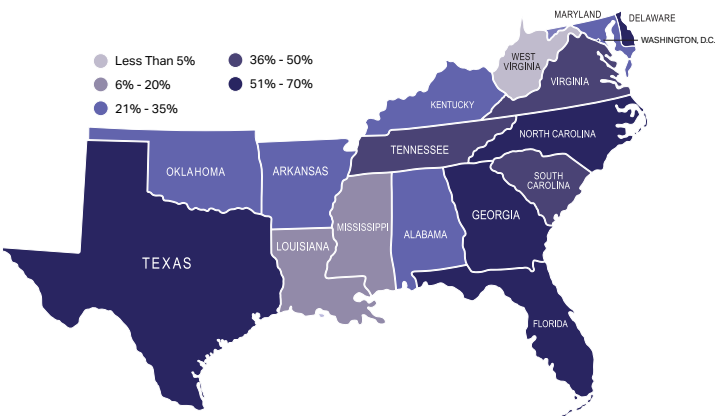 MARYLAND
DELAWARE
WASHINGTON, D.C.
Less Than 5%
36% - 50%
6% - 20%
51% - 70%
21% - 35%
WEST
VIRGINIA
VIRGINIA
KENTUCKY
NORTH CAROLINA
TENNESSEE
OKLAHOMA
ARKANSAS
SOUTH
CAROLINA
GEORGIA
MISSISSIPPI
ALABAMA
LOUISIANA
TEXAS
FLORIDA